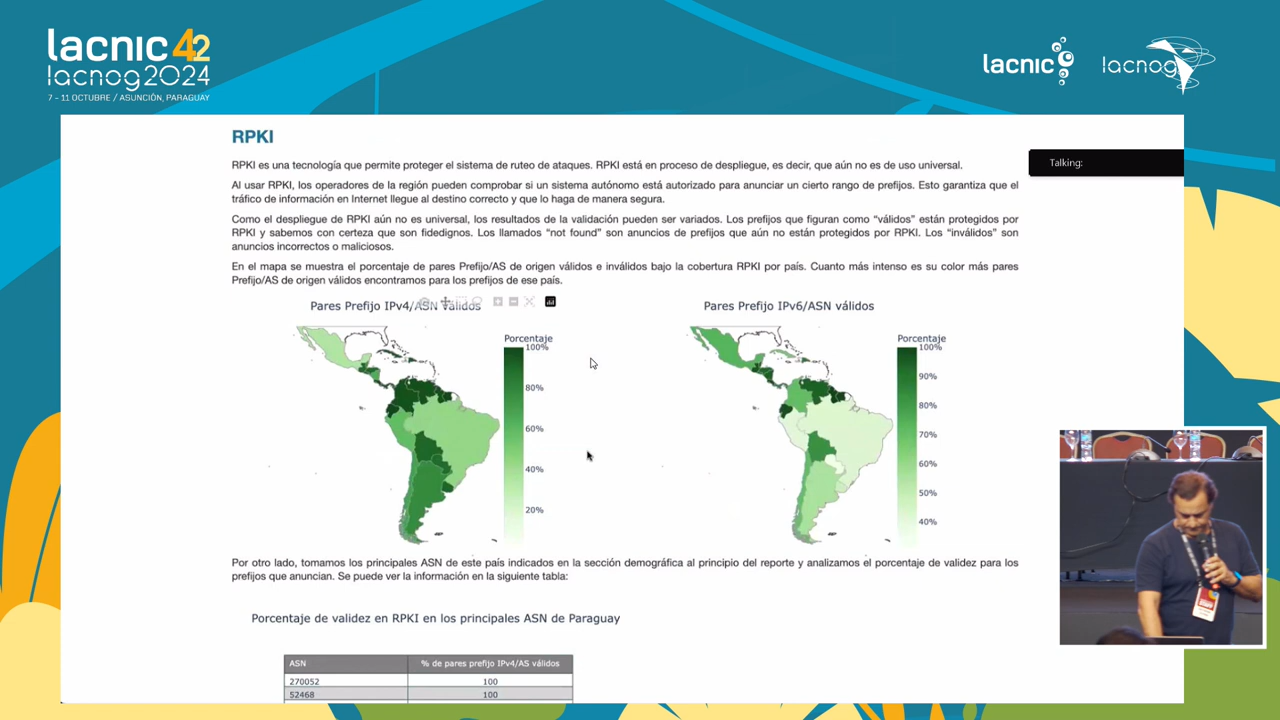 lacnic 42
lacnog2024
7 - 11 OCTUBRE / ASUNCIÓN, PARAGUAY
lacnic
lacnog
RPKI
Talking:
RPKI es una tecnología que permite proteger el sistema de ruteo de ataques. RPKI está en proceso de despliegue, es decir, que aún no es de uso universal.
Al usar RPKI, los operadores de la región pueden comprobar si un sistema autónomo está autorizado para anunciar un cierto rango de prefijos. Esto garantiza que el
tráfico de información en Internet llegue al destino correcto y que lo haga de manera segura.
Como el despliegue de RPKI aún no es universal, los resultados de la validación pueden ser variados. Los prefijos que figuran como “válidos” están protegidos por
RPKI y sabemos con certeza que son fidedignos. Los llamados “not found” son anuncios de prefijos que aún no están protegidos por RPKI. Los “inválidos” son
anuncios incorrectos o maliciosos.
En el mapa se muestra el porcentaje de pares Prefijo/AS de origen válidos e inválidos bajo la cobertura RPKI por país. Cuanto más intenso es su color más pares
Prefijo/AS de origen válidos encontramos para los prefijos de ese país.
Pares Prefijo IPv4/ASN válidos
Porcentaje
100%
80%
60%
40%
20%
Pares Prefijo IPv6/ASN válidos
Porcentaje
100%
90%
80%
70%
60%
50%
40%
Por otro lado, tomamos los principales ASN de este país indicados en la sección demográfica al principio del reporte y analizamos el porcentaje de validez para los
prefijos que anuncian. Se puede ver la información en la siguiente tabla:
Porcentaje de validez en RPKI en los principales ASN de Paraguay
ASN % de pares prefijo IPv4/AS válidos
270052 100
52468 100